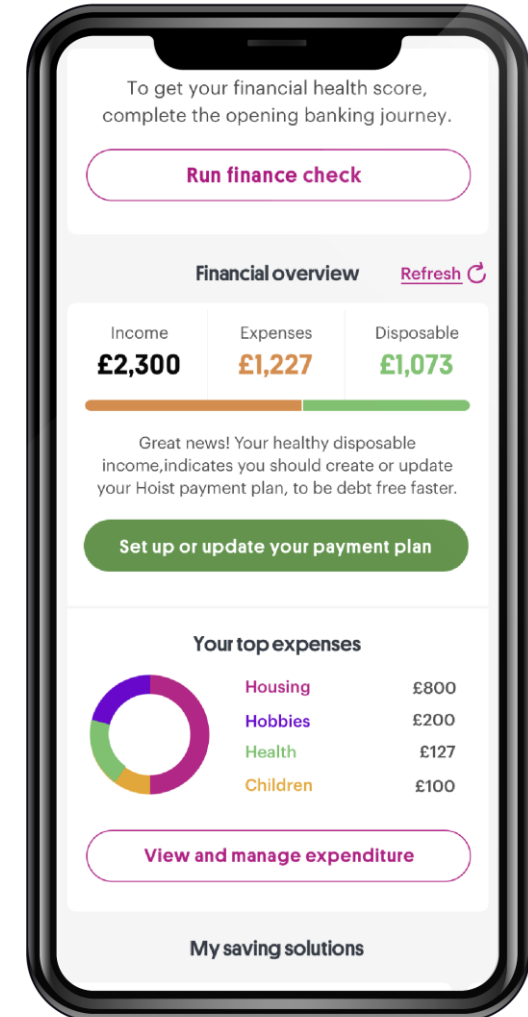 To get your financial health score,
complete the opening banking journey.
Run finance check
Financial overview
Refresh
Income
Expenses
Disposable
£2,300
£1,227
£1,073
Great news! Your healthy disposable
income,indicates you should create or update
your Hoist payment plan, to be debt free faster.
Set up or update your payment plan
Your top expenses
Housing £800
Hobbies £200
Health £127
Children £100
View and manage expenditure
My saving solutions